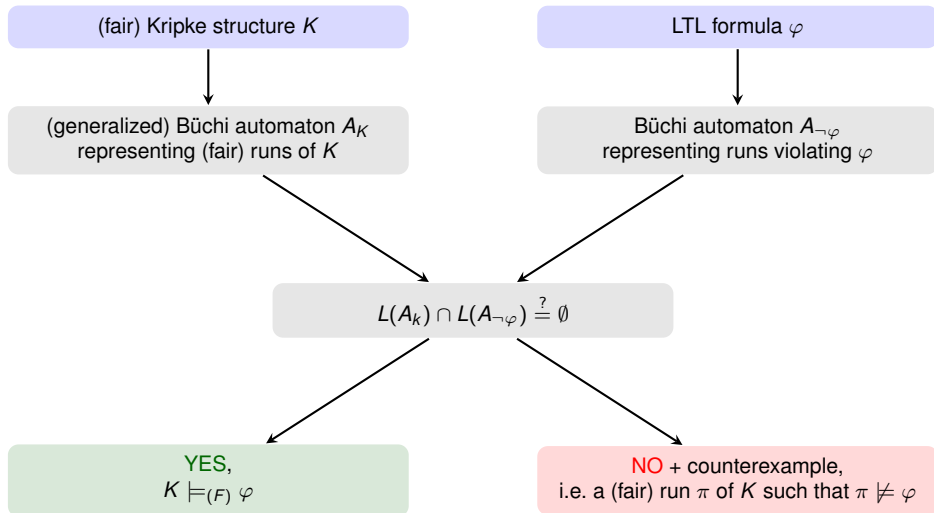 (fair) Kripke structure K
LTL formula φ
(generalized) Büchi automaton A_K
representing (fair) runs of K
Büchi automaton A_¬φ
representing runs violating φ
L(A_k) ∩ L(A_¬φ) ≟ ∅
YES,
K ⊨_(F) φ
NO + counterexample,
i.e. a (fair) run π of K such that π ⊭ φ